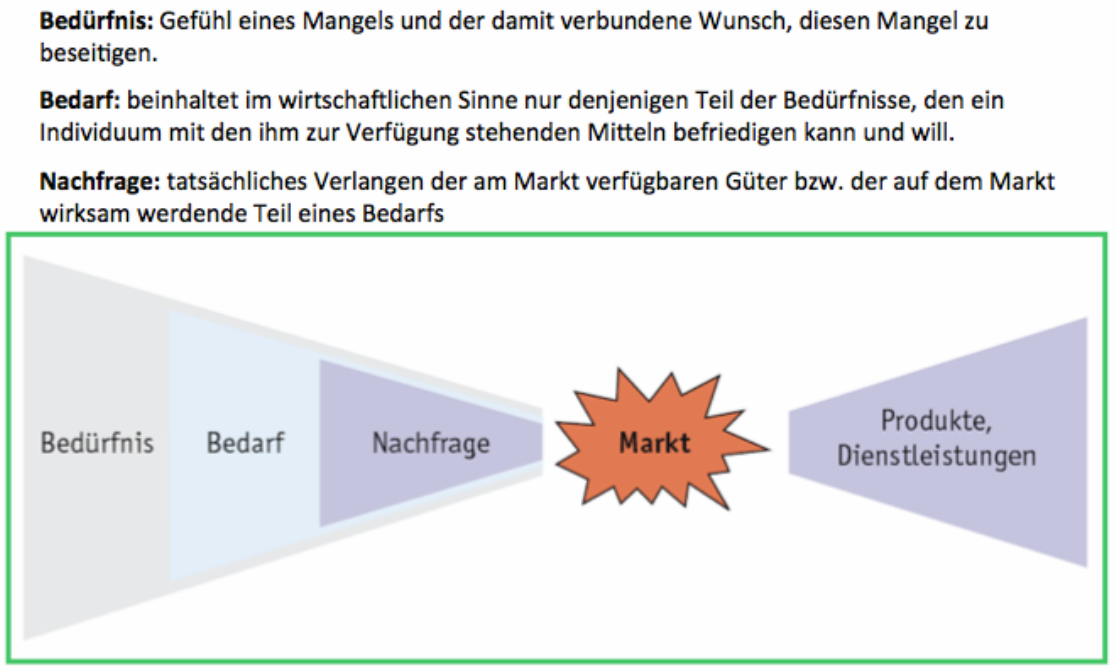 Bedürfnis: Gefühl eines Mangels und der damit verbundene Wunsch, diesen Mangel zu
beseitigen.
Bedarf: beinhaltet im wirtschaftlichen Sinne nur denjenigen Teil der Bedürfnisse, den ein
Individuum mit den ihm zur Verfügung stehenden Mitteln befriedigen kann und will.
Nachfrage: tatsächliches Verlangen der am Markt verfügbaren Güter bzw. der auf dem Markt
wirksam werdende Teil eines Bedarfs
Bedürfnis
Bedarf
Nachfrage
Markt
Produkte,
Dienstleistungen